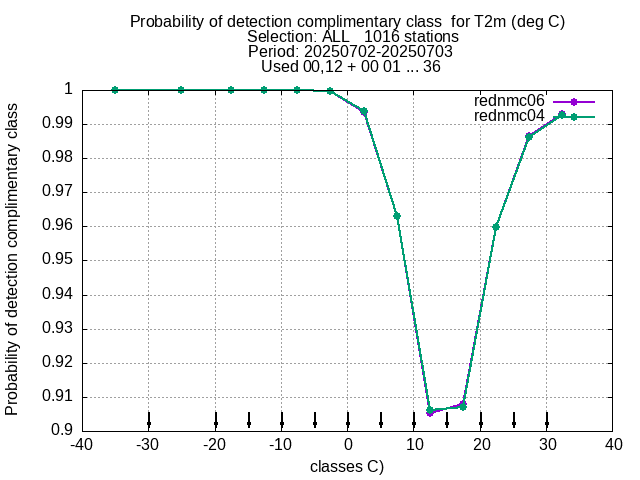 Probability of detection complimentary class  for T2m (deg C)
Selection: ALL   1016 stations
Period: 20250702-20250703
Used 00,12 + 00 01 ... 36
rednmc06
rednmc04
Probability of detection complimentary class
1
0.99
0.98
0.97
0.96
0.95
0.94
0.93
0.92
0.91
0.9
-40 -30 -20 -10 0 10 20 30 40
classes C)